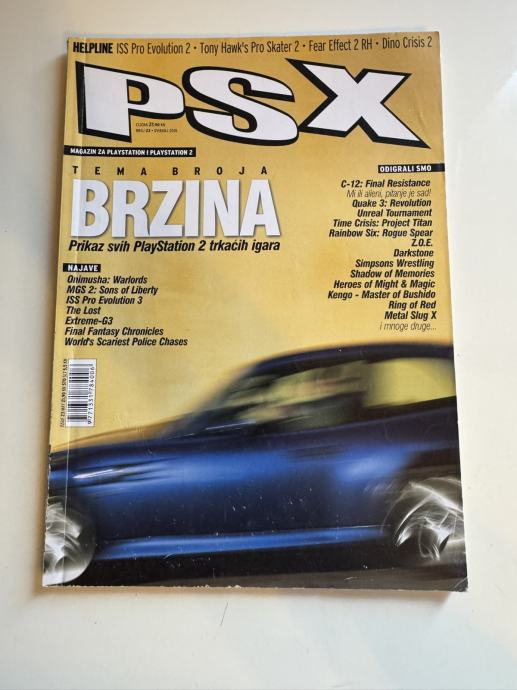 HELPLINE ISS Pro Evolution 2 • Tony Hawk's Pro Skater 2 • Fear Effect 2 RH • Dino Crisis 2
PSX
MAGAZIN ZA PLAYSTATION I PLAYSTATION 2
TEMA BROJA
BRZINA
Prikaz svih PlayStation 2 trkaćih igara
NAJAVE
Onimusha: Warlords
MGS 2: Sons of Liberty
ISS Pro Evolution 3
The Lost
Extreme-G3
Final Fantasy Chronicles
World's Scariest Police Chases
ODIGRALI SMO
C-12: Final Resistance
Mi ili alieni, pitanje je sad!
Quake 3: Revolution
Unreal Tournament
Time Crisis: Project Titan
Rainbow Six: Rogue Spear
Z.O.E.
Darkstone
Simpsons Wrestling
Shadow of Memories
Heroes of Might & Magic
Kengo - Master of Bushido
Ring of Red
Metal Slug X
i mnoge druge...
9 771331 784006